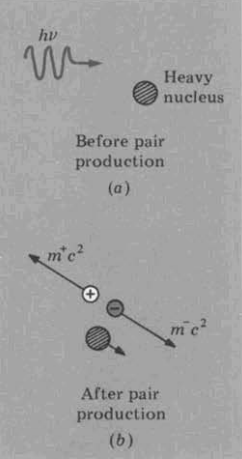 hν
Heavy
nucleus
Before pair
production
(a)
m⁺c²
+
−
m⁻c²
After pair
production
(b)